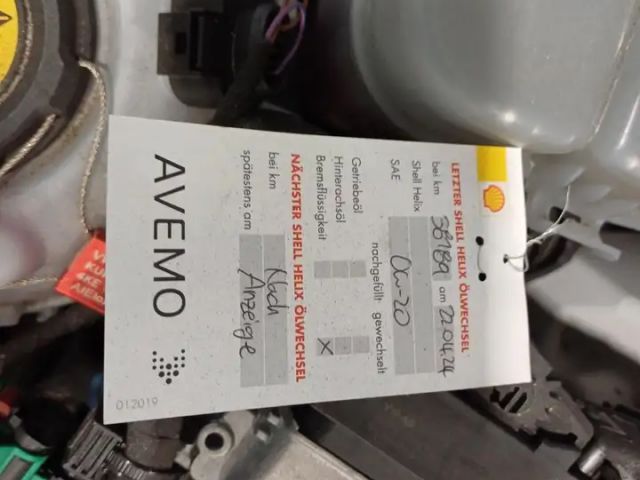 LETZTER SHELL HELIX ÖLWECHSEL
bei km 38189 am 22.04.24
Shell Helix
SAE 0W-20
nachgefüllt gewechselt
Getriebeöl
Hinterachsöl
Bremsflüssigkeit X
NÄCHSTER SHELL HELIX ÖLWECHSEL
bei km Nach
spätestens am Anzeige
AVEMO
012019